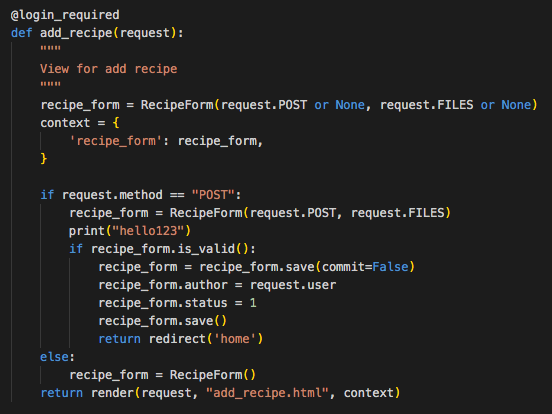 @login_required
def add_recipe(request):
    """
    View for add recipe
    """
    recipe_form = RecipeForm(request.POST or None, request.FILES or None)
    context = {
        'recipe_form': recipe_form,
    }

    if request.method == "POST":
        recipe_form = RecipeForm(request.POST, request.FILES)
        print("hello123")
        if recipe_form.is_valid():
            recipe_form = recipe_form.save(commit=False)
            recipe_form.author = request.user
            recipe_form.status = 1
            recipe_form.save()
            return redirect('home')
    else:
        recipe_form = RecipeForm()
    return render(request, "add_recipe.html", context)